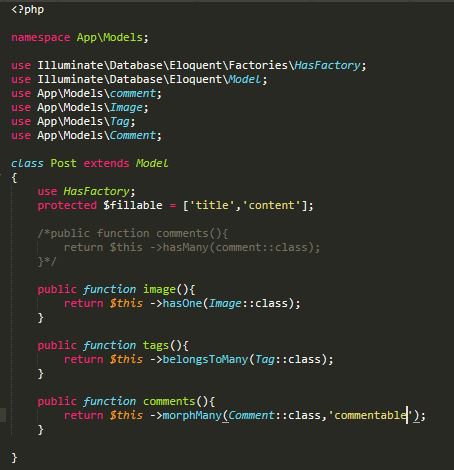 <?php
namespace App\Models;
use Illuminate\Database\Eloquent\Factories\HasFactory;
use Illuminate\Database\Eloquent\Model;
use App\Models\comment;
use App\Models\Image;
use App\Models\Tag;
use App\Models\Comment;
class Post extends Model
{
use HasFactory;
protected $fillable = ['title','content'];
/*public function comments(){
return $this ->hasMany(comment::class);
}*/
public function image(){
return $this ->hasOne(Image::class);
}
public function tags(){
return $this ->belongsToMany(Tag::class);
}
public function comments(){
return $this ->morphMany(Comment::class,'commentable');
}
}